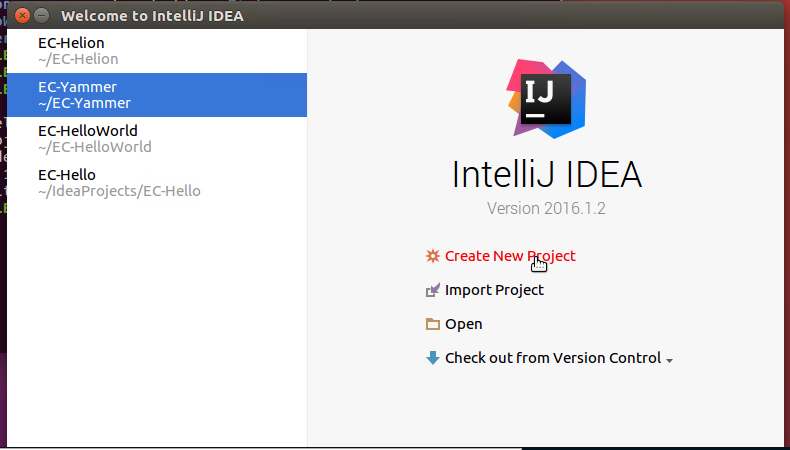 Welcome to IntelliJ IDEA
EC-Helion
~/EC-Helion
EC-Yammer
~/EC-Yammer
EC-HelloWorld
~/EC-HelloWorld
EC-Hello
~/IdeaProjects/EC-Hello
IJ
IntelliJ IDEA
Version 2016.1.2
Create New Project
Import Project
Open
Check out from Version Control